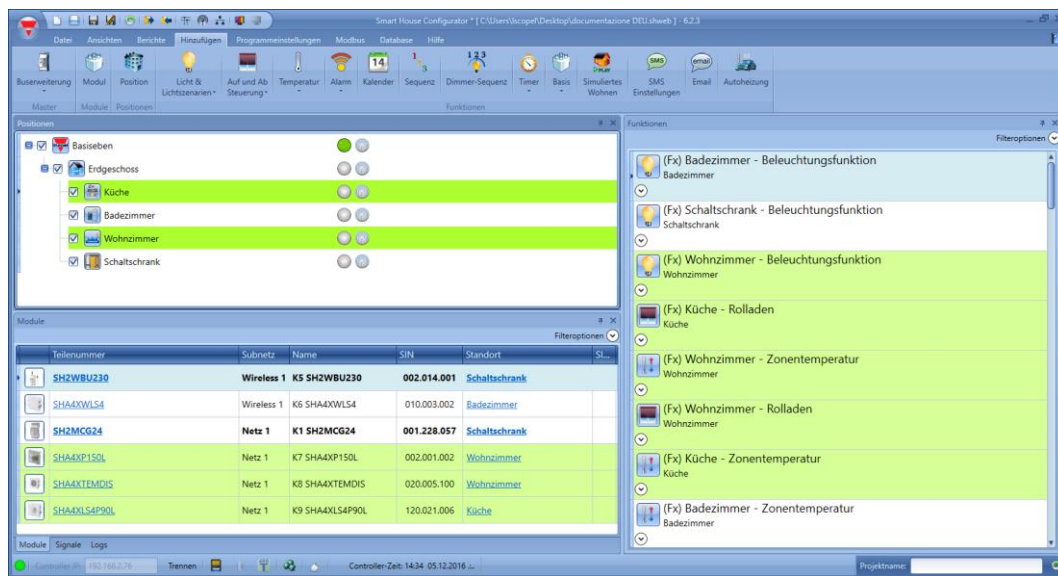 Smart House Configurator * [ C:\Users\lscopel\Desktop\documentazione DEU.shweb ] - 6.2.3
Datei Ansichten Berichte Hinzufügen Programmeinstellungen Modbus Database Hilfe
Buserweiterung Modul Position Licht & Lichtszenarien Auf und Ab Steuerung Temperatur Alarm Kalender Sequenz Dimmer-Sequenz Timer Basis Simuliertes Wohnen SMS Einstellungen Email Autoheizung
Master Module Positionen Funktionen
Positionen
Basiseben
Erdgeschoss
Küche
Badezimmer
Wohnzimmer
Schaltschrank
Module
Filteroptionen
Teilenummer Subnetz Name SIN Standort SI...
SH2WBU230 Wireless 1 K5 SH2WBU230 002.014.001 Schaltschrank
SHA4XWLS4 Wireless 1 K6 SHA4XWLS4 010.003.002 Badezimmer
SH2MCG24 Netz 1 K1 SH2MCG24 001.228.057 Schaltschrank
SHA4XP150L Netz 1 K7 SHA4XP150L 002.001.002 Wohnzimmer
SHA4XTEMDIS Netz 1 K8 SHA4XTEMDIS 020.005.100 Wohnzimmer
SHA4XLS4P90L Netz 1 K9 SHA4XLS4P90L 120.021.006 Küche
Module Signale Logs
Funktionen
Filteroptionen
(Fx) Badezimmer - Beleuchtungsfunktion
Badezimmer
(Fx) Schaltschrank - Beleuchtungsfunktion
Schaltschrank
(Fx) Wohnzimmer - Beleuchtungsfunktion
Wohnzimmer
(Fx) Küche - Rolladen
Küche
(Fx) Wohnzimmer - Zonentemperatur
Wohnzimmer
(Fx) Wohnzimmer - Rolladen
Wohnzimmer
(Fx) Küche - Zonentemperatur
Küche
(Fx) Badezimmer - Zonentemperatur
Badezimmer
Controller IP: 192.168.2.76 Trennen Controller-Zeit: 14:34 05.12.2016 ... Projektname: